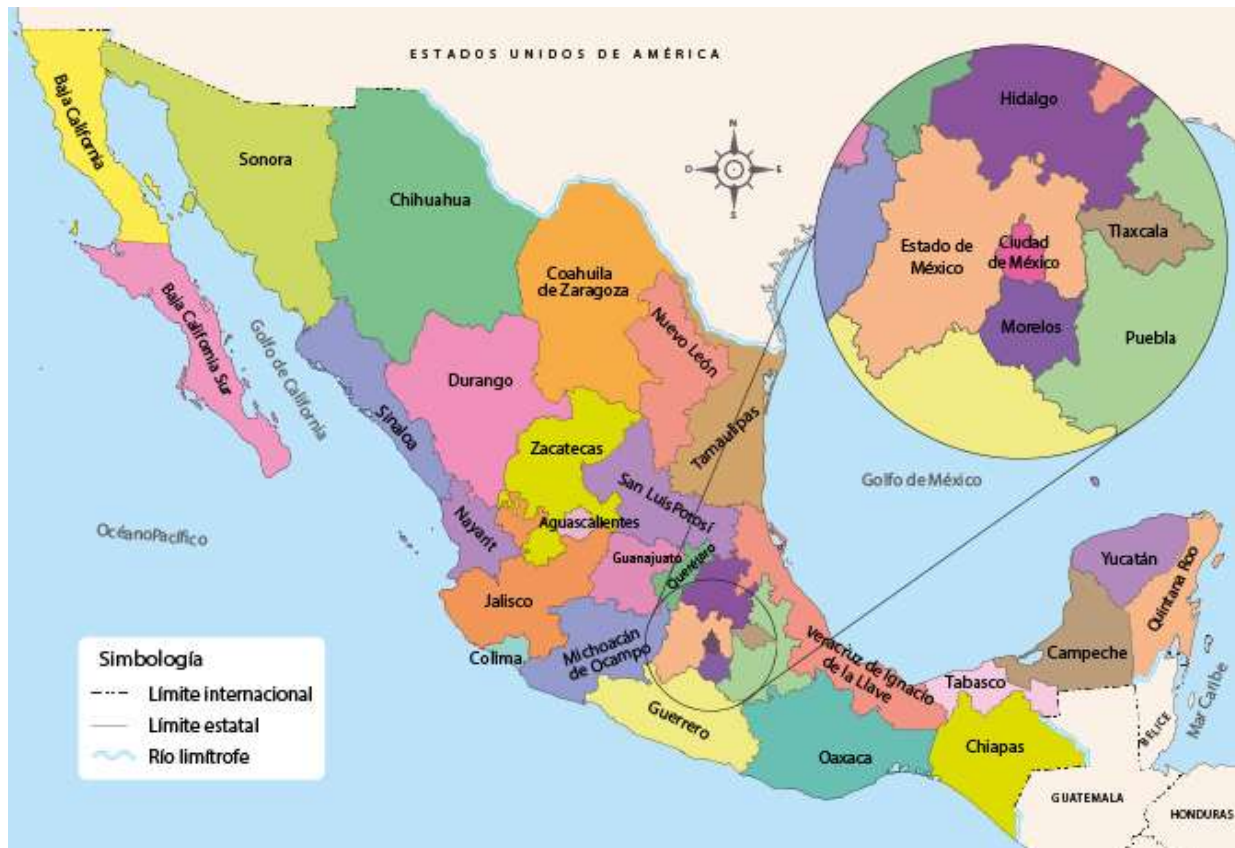 ESTADOS UNIDOS DE AMÉRICA
N
O
E
S
Baja California
Sonora
Chihuahua
Coahuila
de Zaragoza
Nuevo León
Tamaulipas
Baja California Sur
Golfo de California
Sinaloa
Durango
Zacatecas
San Luis Potosí
Nayarit
Aguascalientes
Guanajuato
Querétaro
Jalisco
Colima
Michoacán
de Ocampo
Guerrero
Veracruz de Ignacio
de la Llave
Oaxaca
Tabasco
Chiapas
Campeche
Yucatán
Quintana Roo
Hidalgo
Tlaxcala
Estado de
México
Ciudad
de México
Morelos
Puebla
Golfo de México
Océano Pacífico
Mar Caribe
BELICE
GUATEMALA
HONDURAS
Simbología
Límite internacional
Límite estatal
Río limítrofe